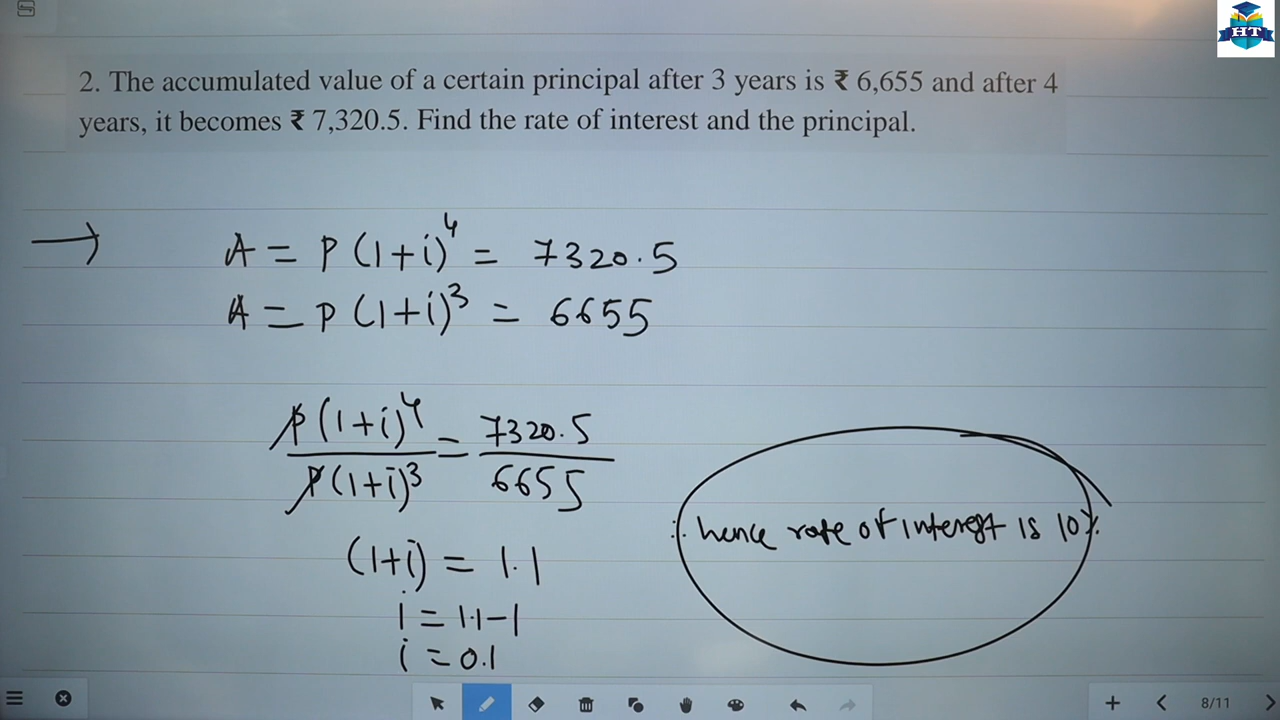 HT
2. The accumulated value of a certain principal after 3 years is ₹ 6,655 and after 4
years, it becomes ₹ 7,320.5. Find the rate of interest and the principal.
→ A = P(1+i)^4 = 7320.5
A = P(1+i)^3 = 6655
P(1+i)^4 / P(1+i)^3 = 7320.5 / 6655
(1+i) = 1.1
∴ hence rate of interest is 10%.
i = 1.1-1
i = 0.1
8/11